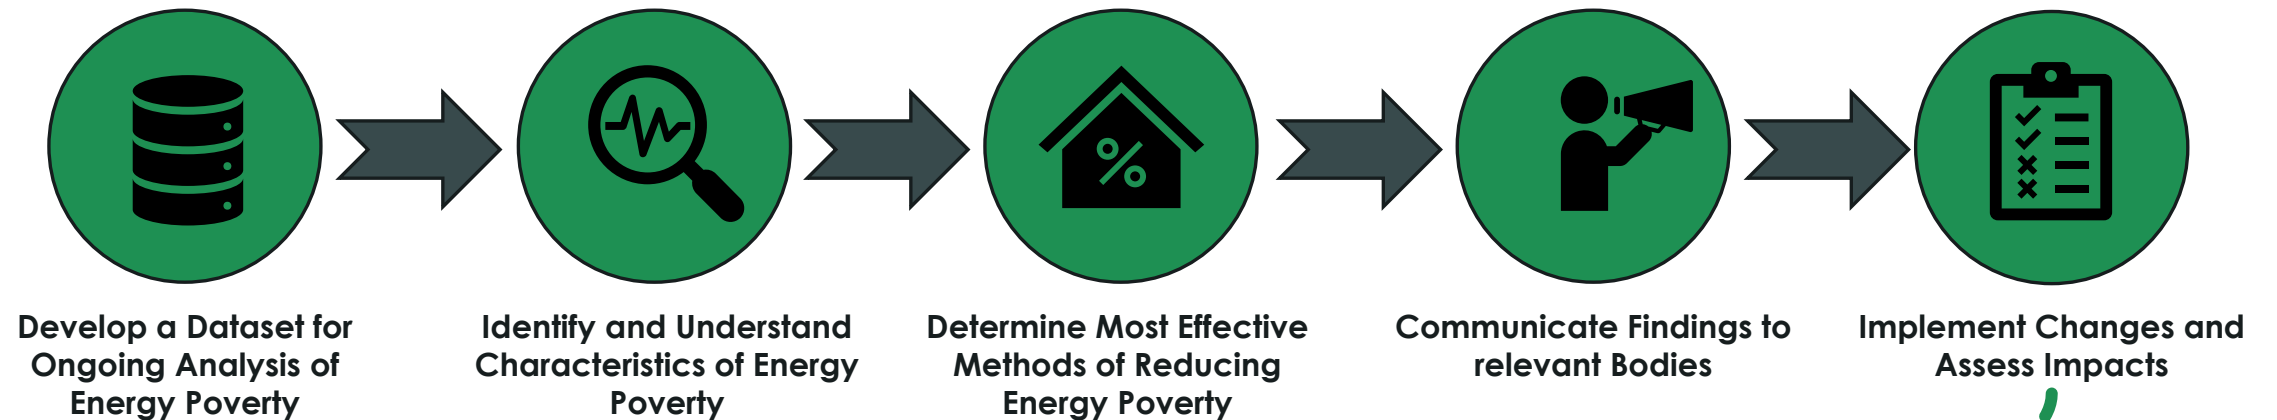 Develop a Dataset for
Ongoing Analysis of
Energy Poverty
Identify and Understand
Characteristics of Energy
Poverty
Determine Most Effective
Methods of Reducing
Energy Poverty
Communicate Findings to
relevant Bodies
Implement Changes and
Assess Impacts